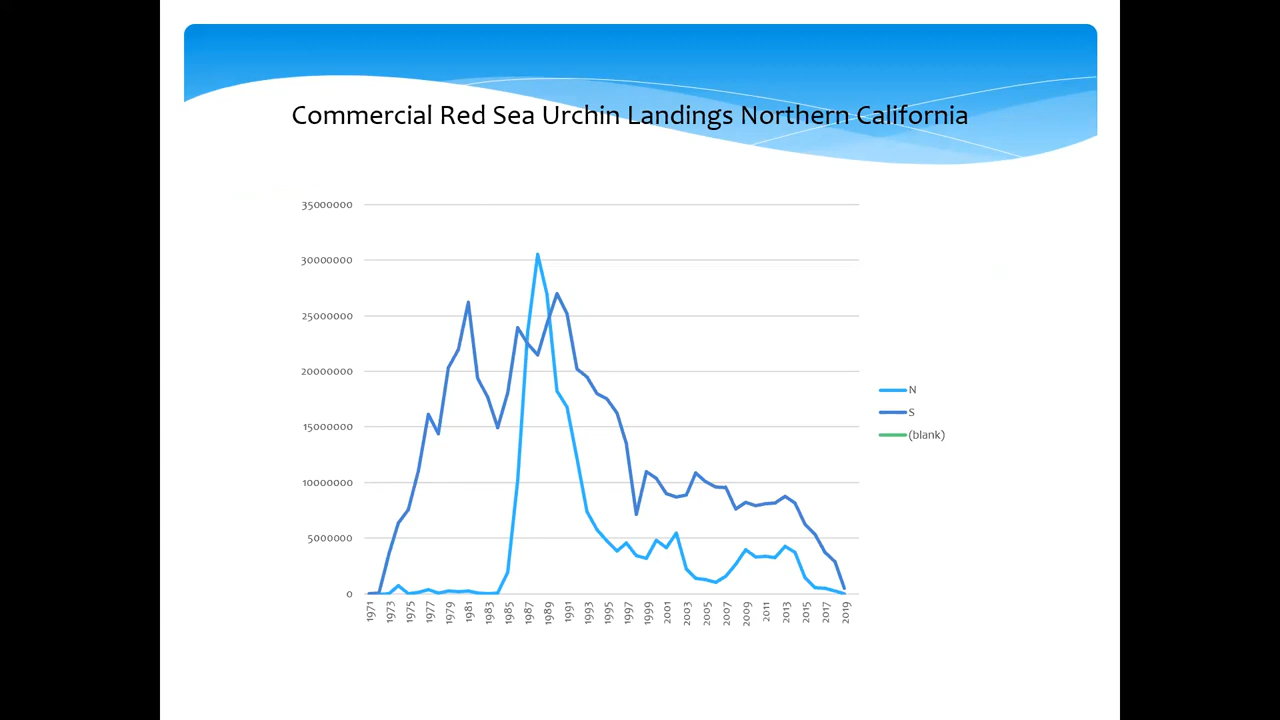 Commercial Red Sea Urchin Landings Northern California
35000000
30000000
25000000
20000000
15000000
10000000
5000000
0
N
S
(blank)
1971 1973 1975 1977 1979 1981 1983 1985 1987 1989 1991 1993 1995 1997 1999 2001 2003 2005 2007 2009 2011 2013 2015 2017 2019